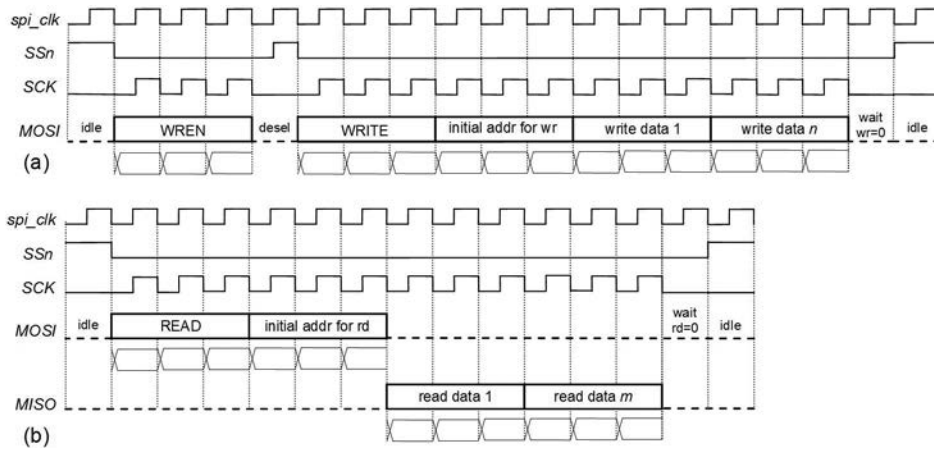 spi_clk
SSn
SCK
MOSI idle WREN desel WRITE initial addr for wr write data 1 write data n wait wr=0 idle
(a)
spi_clk
SSn
SCK
MOSI idle READ initial addr for rd wait rd=0 idle
MISO read data 1 read data m
(b)